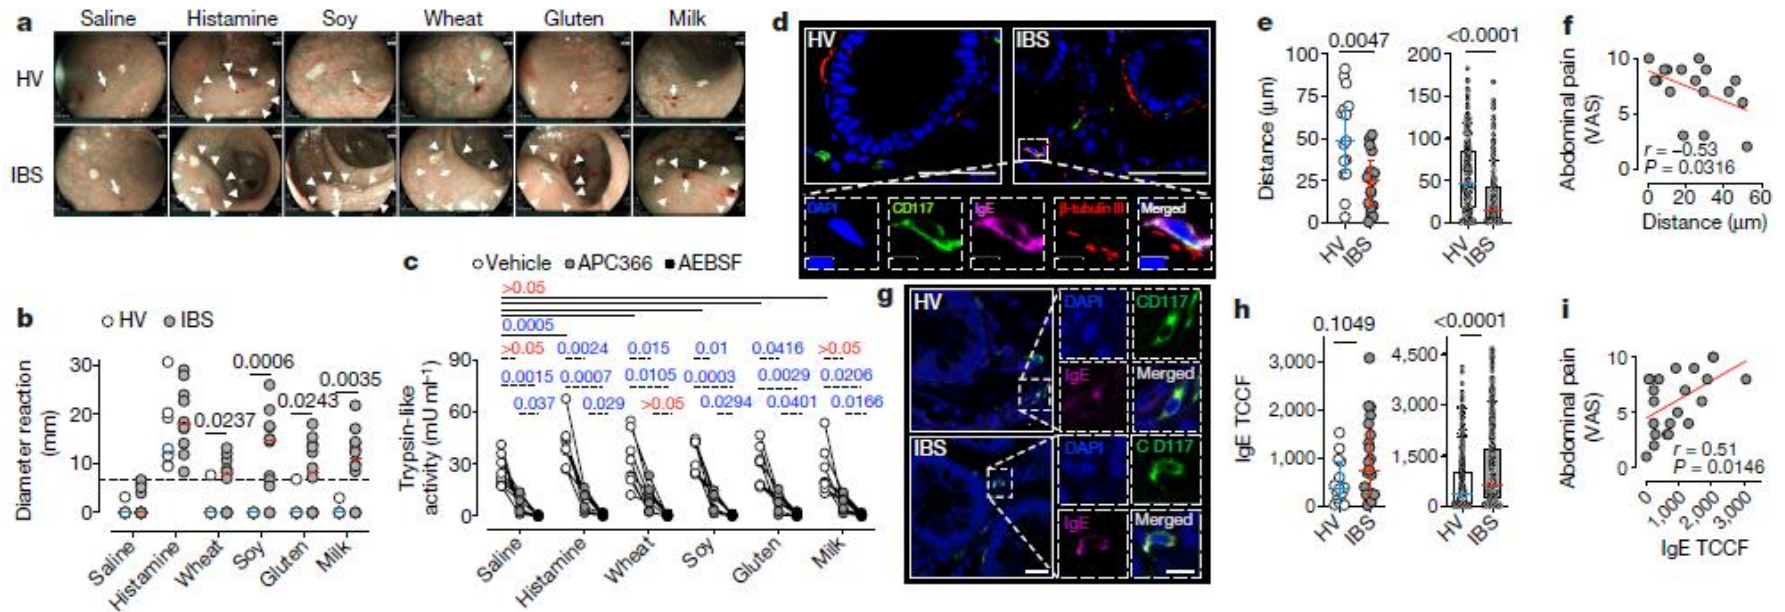 a
Saline Histamine Soy Wheat Gluten Milk
HV
IBS
b
HV IBS
Diameter reaction
(mm)
30
20
10
0
0.0237
0.0006
0.0243
0.0035
Saline
Histamine
Wheat
Soy
Gluten
Milk
c
Vehicle APC366 AEBSF
>0.05
0.0005
>0.05 0.0024 0.015 0.01 0.0416 >0.05
0.0015 0.0007 0.0105 0.0003 0.0029 0.0206
0.037 0.029 >0.05 0.0294 0.0401 0.0166
Trypsin-like
activity (mU ml⁻¹)
90
60
30
0
Saline
Histamine
Wheat
Soy
Gluten
Milk
d
HV IBS
DAPI CD117 IgE β-tubulin III Merged
e
0.0047 <0.0001
Distance (μm)
100
75
50
25
0
HV
IBS
200
150
100
50
0
HV
IBS
f
Abdominal pain
(VAS)
10
5
0
r = –0.53
P = 0.0316
0 20 40 60
Distance (μm)
g
HV
DAPI CD117
IgE Merged
IBS
DAPI C D117
IgE Merged
h
0.1049 <0.0001
IgE TCCF
3,000
2,000
1,000
0
HV
IBS
4,500
3,000
1,500
0
HV
IBS
i
Abdominal pain
(VAS)
10
5
0
r = 0.51
P = 0.0146
0 1,000 2,000 3,000
IgE TCCF